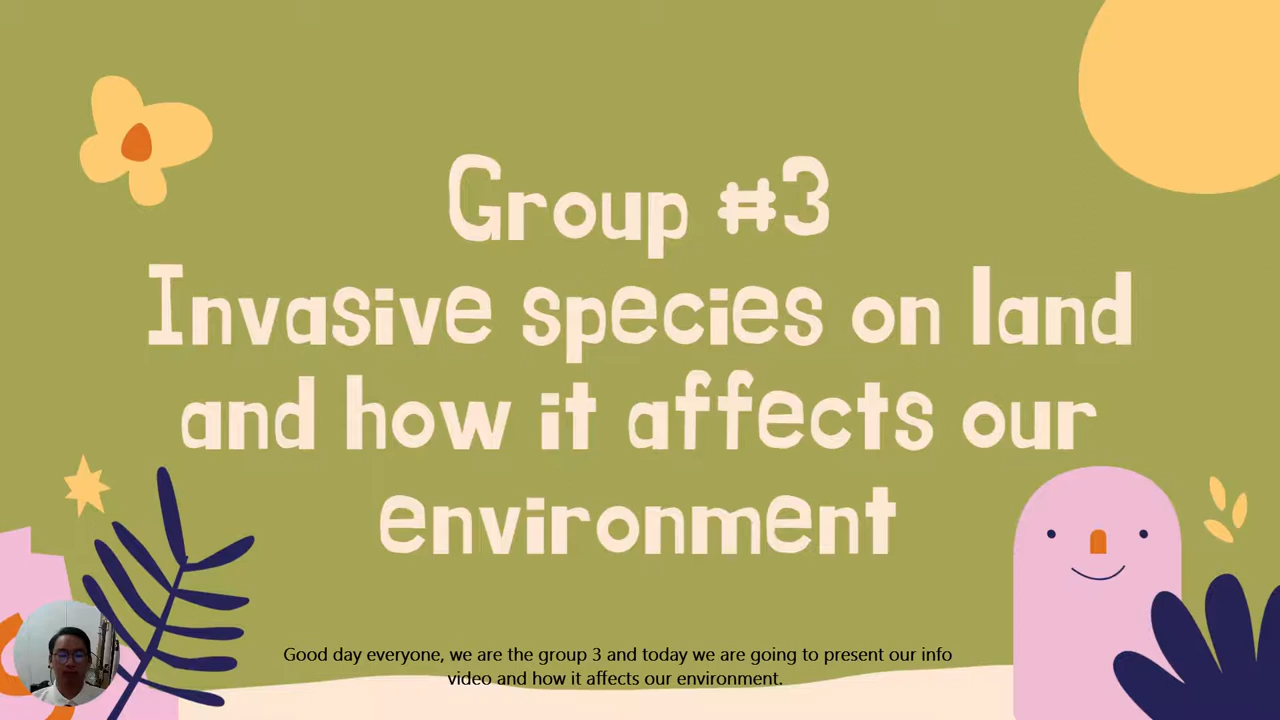 Group #3
Invasive species on land
and how it affects our
environment
Good day everyone, we are the group 3 and today we are going to present our info
video and how it affects our environment.